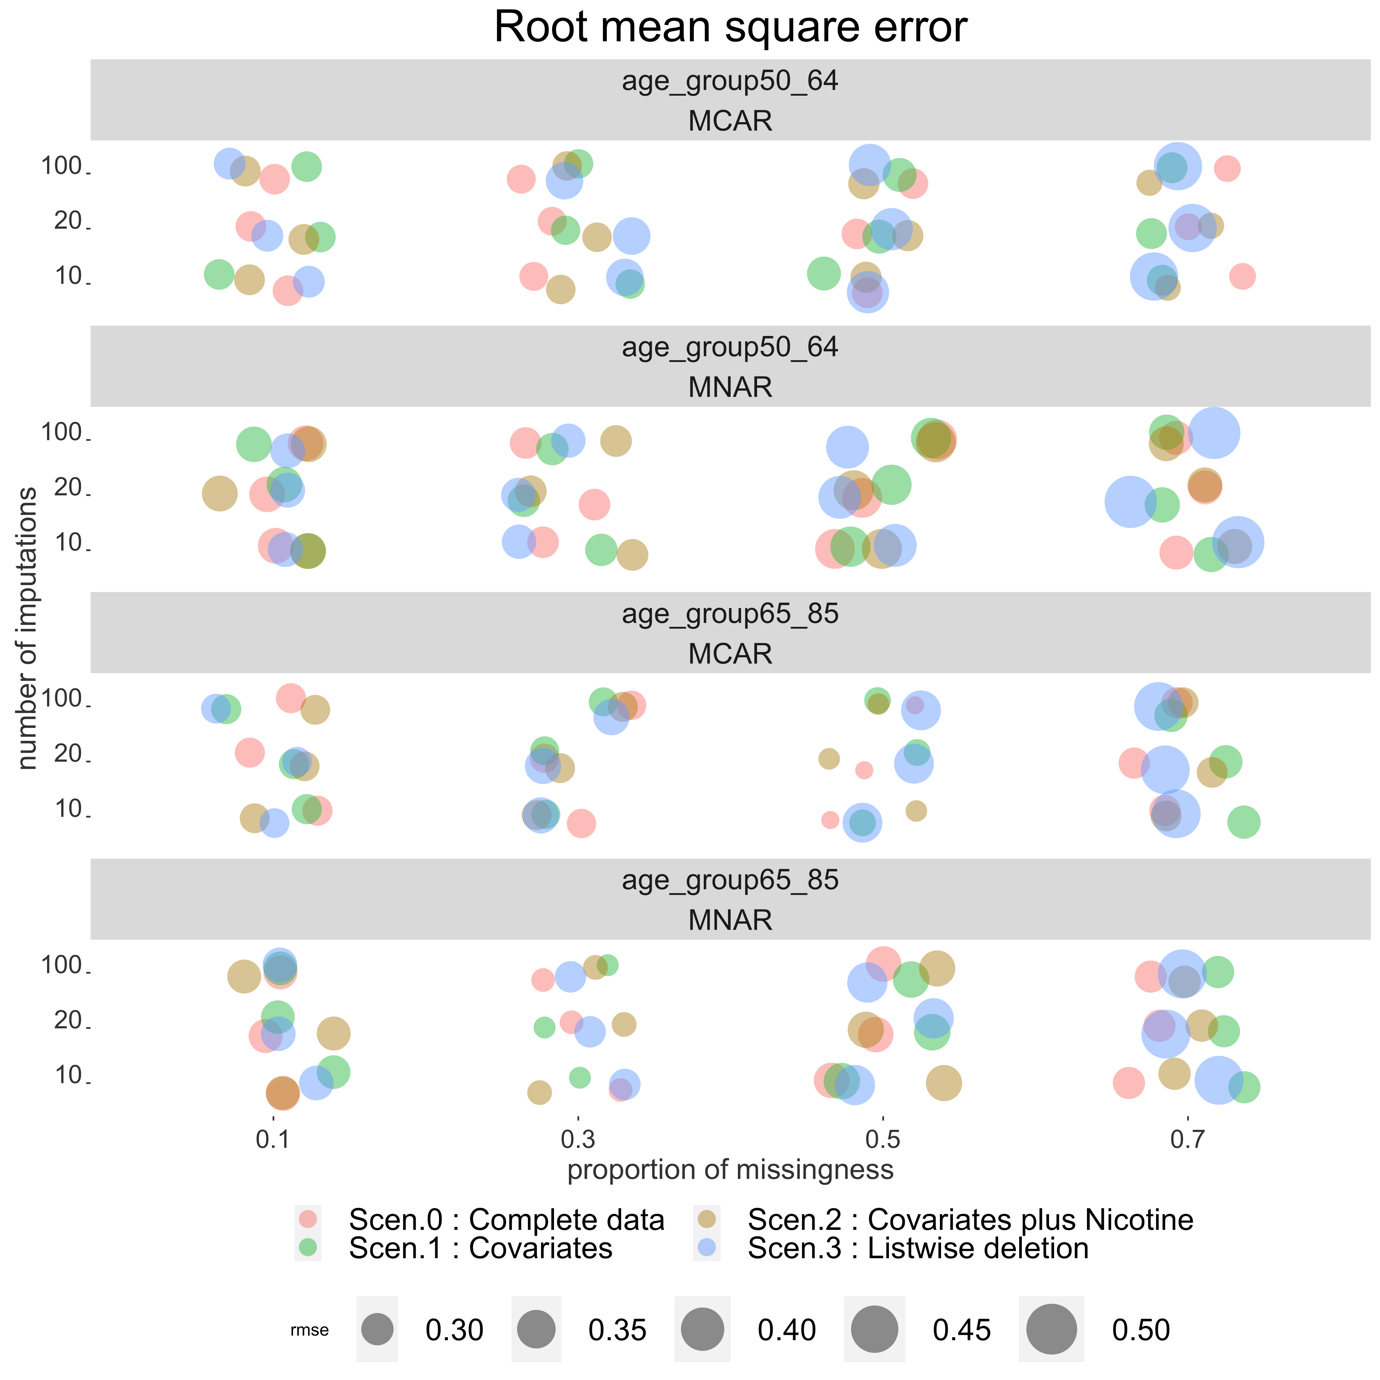 Root mean square error
age_group50_64
MCAR
100
20
10
age_group50_64
MNAR
100
20
10
age_group65_85
MCAR
100
20
10
age_group65_85
MNAR
100
20
10
number of imputations
0.1 0.3 0.5 0.7
proportion of missingness
Scen.0 : Complete data Scen.2 : Covariates plus Nicotine
Scen.1 : Covariates Scen.3 : Listwise deletion
rmse 0.30 0.35 0.40 0.45 0.50